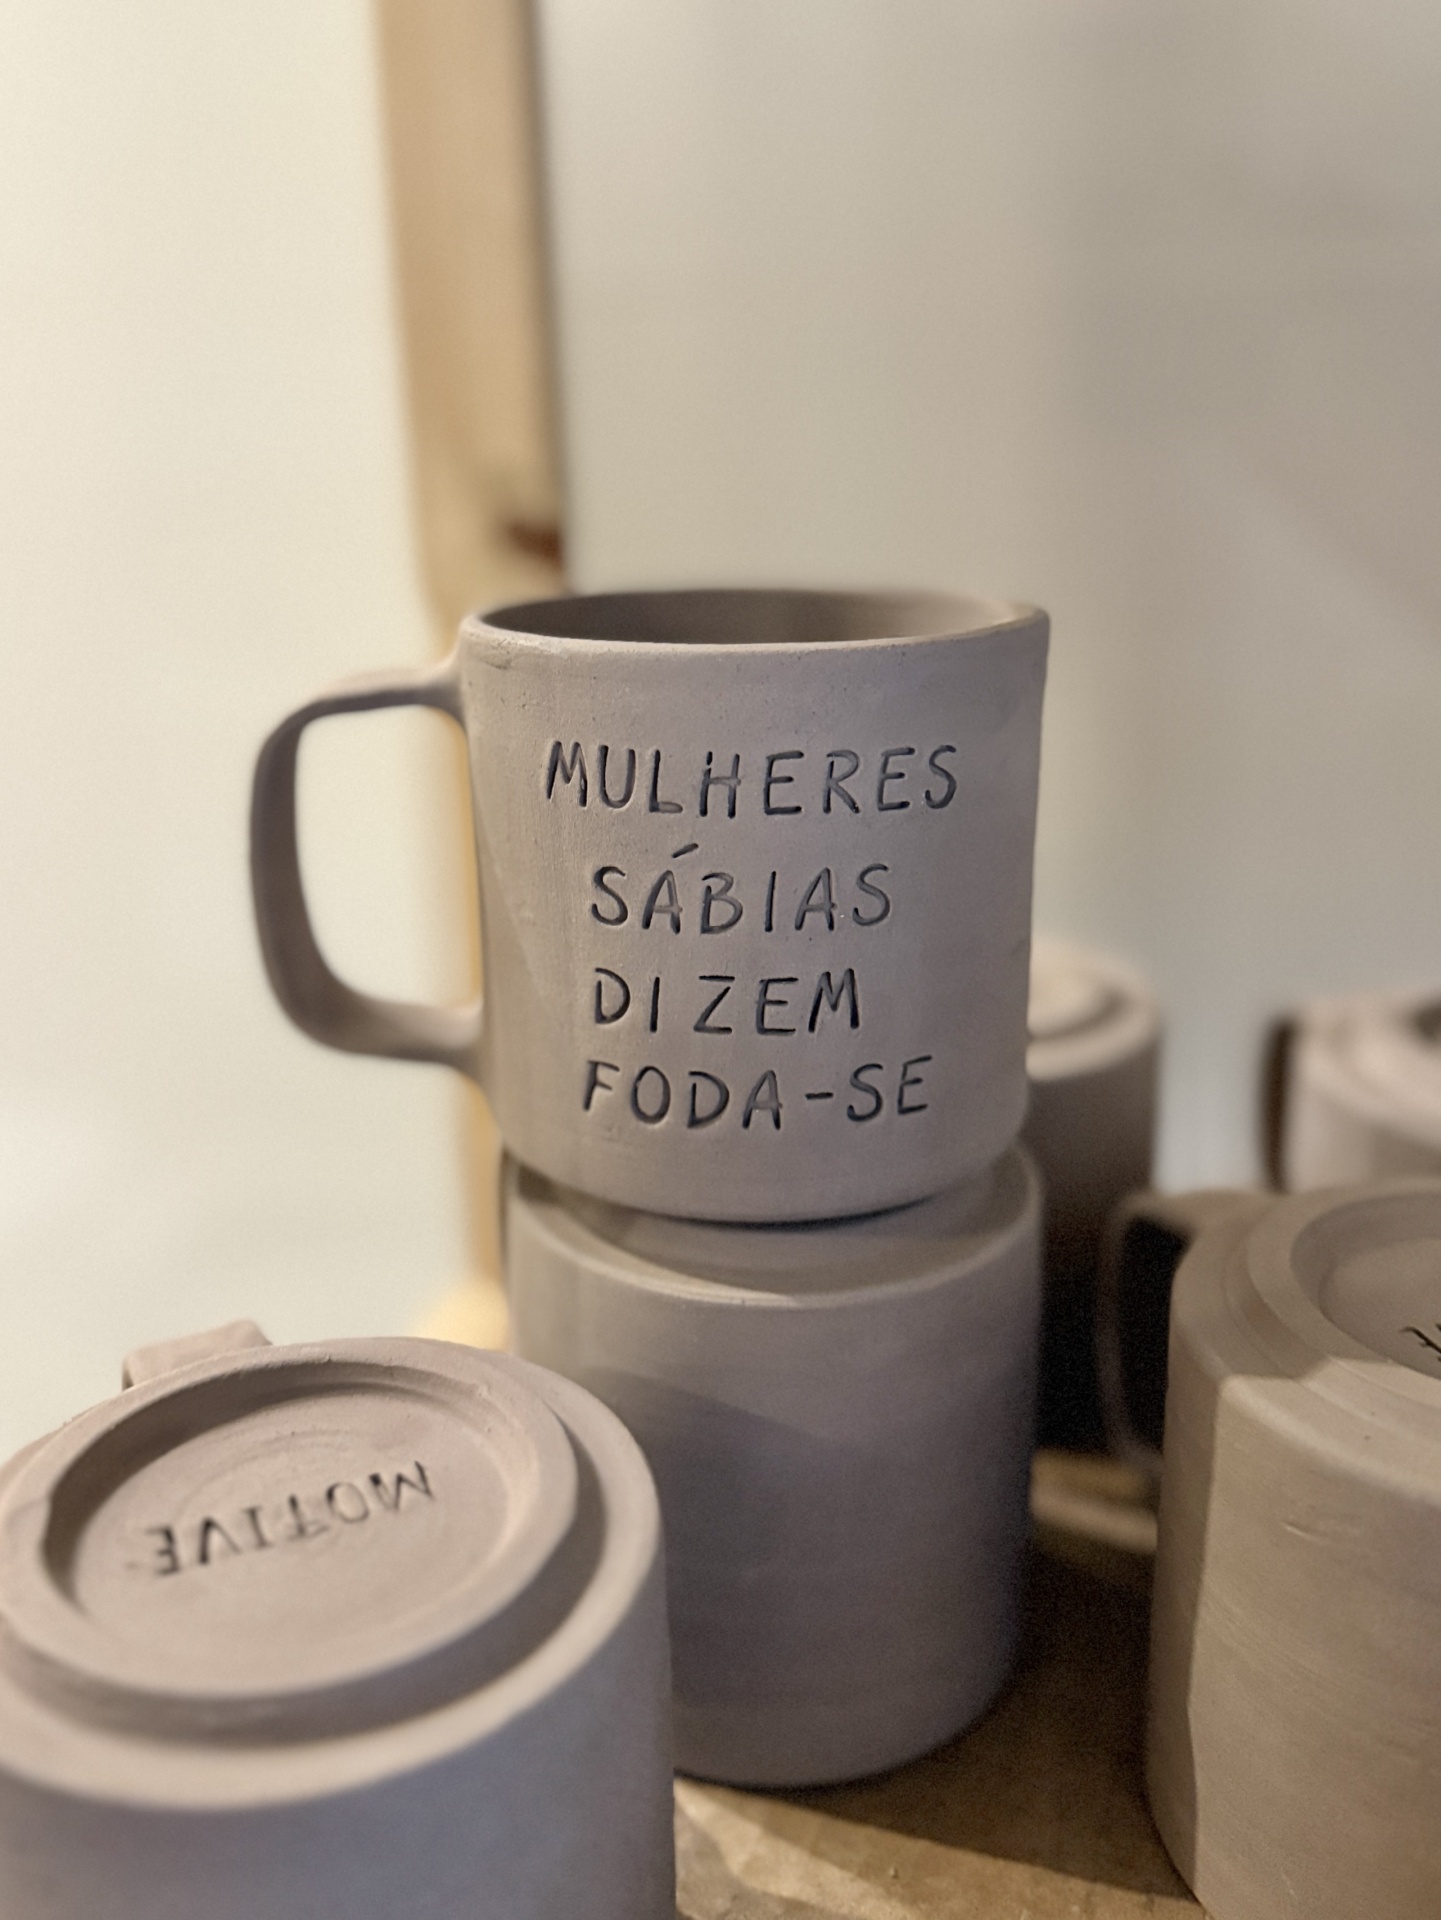 MULHERES
SÁBIAS
DIZEM
FODA-SE
MOTIVE